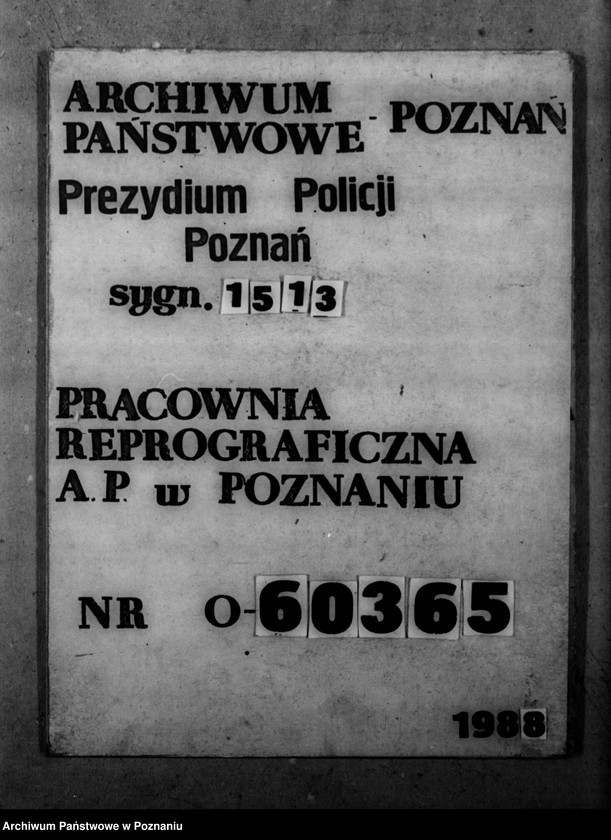 ARCHIWUM
PAŃSTWOWE - POZNAŃ
Prezydium Policji
Poznań
sygn. 1513
PRACOWNIA
REPROGRAFICZNA
A.P. w POZNANIU
NR O-60365
1988
Archiwum Państwowe w Poznaniu